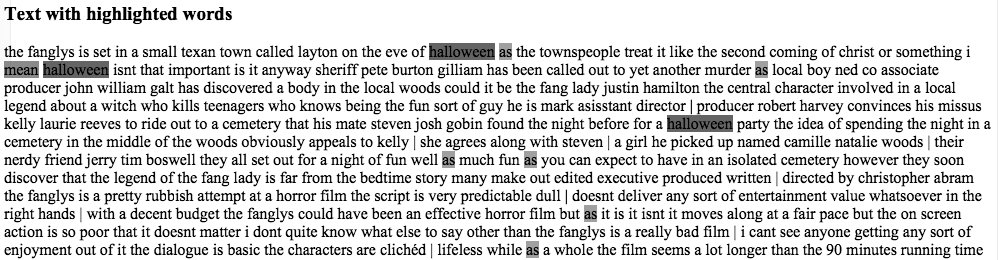 Text with highlighted words
the fanglys is set in a small texan town called layton on the eve of halloween as the townspeople treat it like the second coming of christ or something i
mean halloween isnt that important is it anyway sheriff pete burton gilliam has been called out to yet another murder as local boy ned co associate
producer john william galt has discovered a body in the local woods could it be the fang lady justin hamilton the central character involved in a local
legend about a witch who kills teenagers who knows being the fun sort of guy he is mark asisstant director | producer robert harvey convinces his missus
kelly laurie reeves to ride out to a cemetery that his mate steven josh gobin found the night before for a halloween party the idea of spending the night in a
cemetery in the middle of the woods obviously appeals to kelly | she agrees along with steven | a girl he picked up named camille natalie woods | their
nerdy friend jerry tim boswell they all set out for a night of fun well as much fun as you can expect to have in an isolated cemetery however they soon
discover that the legend of the fang lady is far from the bedtime story many make out edited executive produced written | directed by christopher abram
the fanglys is a pretty rubbish attempt at a horror film the script is very predictable dull | doesnt deliver any sort of entertainment value whatsoever in the
right hands | with a decent budget the fanglys could have been an effective horror film but as it is it isnt it moves along at a fair pace but the on screen
action is so poor that it doesnt matter i dont quite know what else to say other than the fanglys is a really bad film | i cant see anyone getting any sort of
enjoyment out of it the dialogue is basic the characters are clichéd | lifeless while as a whole the film seems a lot longer than the 90 minutes running time